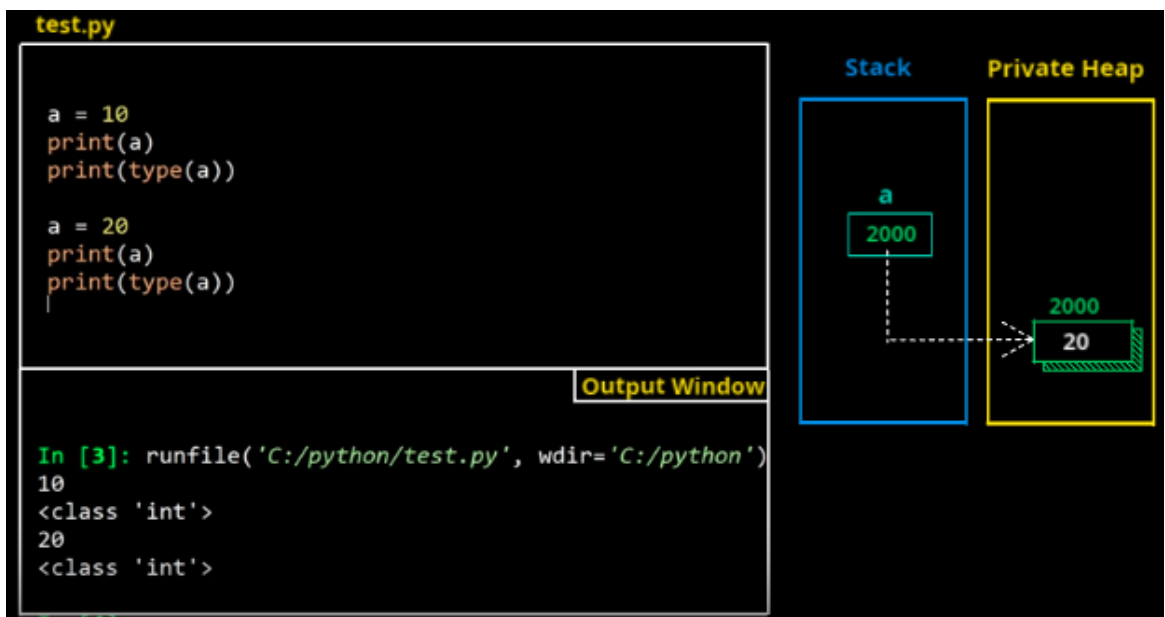 test.py
a = 10
print(a)
print(type(a))
a = 20
print(a)
print(type(a))
Output Window
In [3]: runfile('C:/python/test.py', wdir='C:/python')
10
<class 'int'>
20
<class 'int'>
Stack
Private Heap
a
2000
2000
20